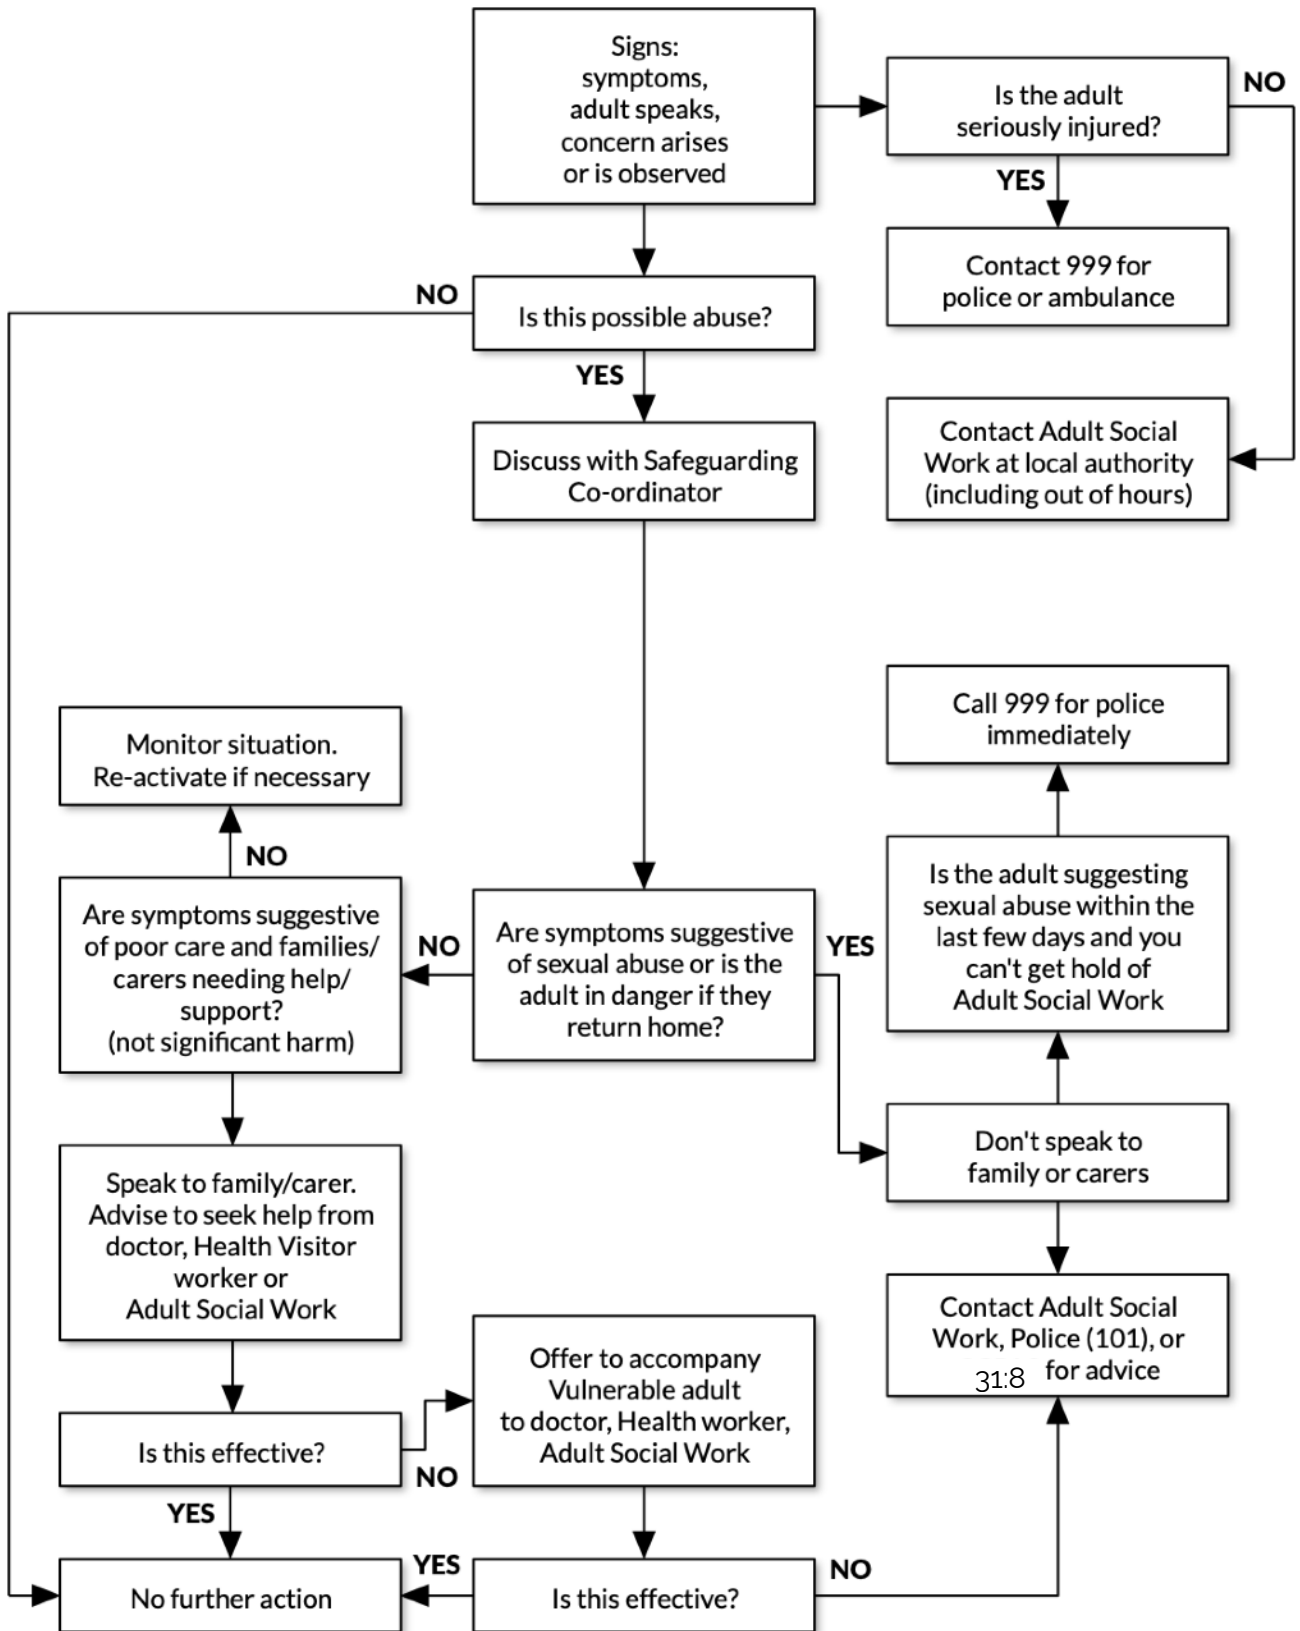 Signs:
symptoms,
adult speaks,
concern arises
or is observed
Is the adult
seriously injured?
NO
YES
Contact 999 for
police or ambulance
NO
Is this possible abuse?
YES
Discuss with Safeguarding
Co-ordinator
Contact Adult Social
Work at local authority
(including out of hours)
Call 999 for police
immediately
Monitor situation.
Re-activate if necessary
NO
Are symptoms suggestive
of poor care and families/
carers needing help/
support?
(not significant harm)
NO
Are symptoms suggestive
of sexual abuse or is the
adult in danger if they
return home?
YES
Is the adult suggesting
sexual abuse within the
last few days and you
can't get hold of
Adult Social Work
Don't speak to
family or carers
Speak to family/carer.
Advise to seek help from
doctor, Health Visitor
worker or
Adult Social Work
Contact Adult Social
Work, Police (101), or
31:8 for advice
Offer to accompany
Vulnerable adult
to doctor, Health worker,
Adult Social Work
Is this effective?
NO
YES
No further action
YES
Is this effective?
NO